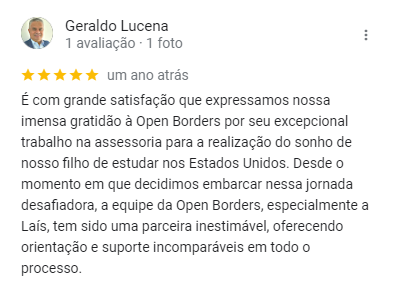 Geraldo Lucena
1 avaliação · 1 foto
um ano atrás
É com grande satisfação que expressamos nossa
imensa gratidão à Open Borders por seu excepcional
trabalho na assessoria para a realização do sonho de
nosso filho de estudar nos Estados Unidos. Desde o
momento em que decidimos embarcar nessa jornada
desafiadora, a equipe da Open Borders, especialmente a
Laís, tem sido uma parceira inestimável, oferecendo
orientação e suporte incomparáveis em todo o
processo.